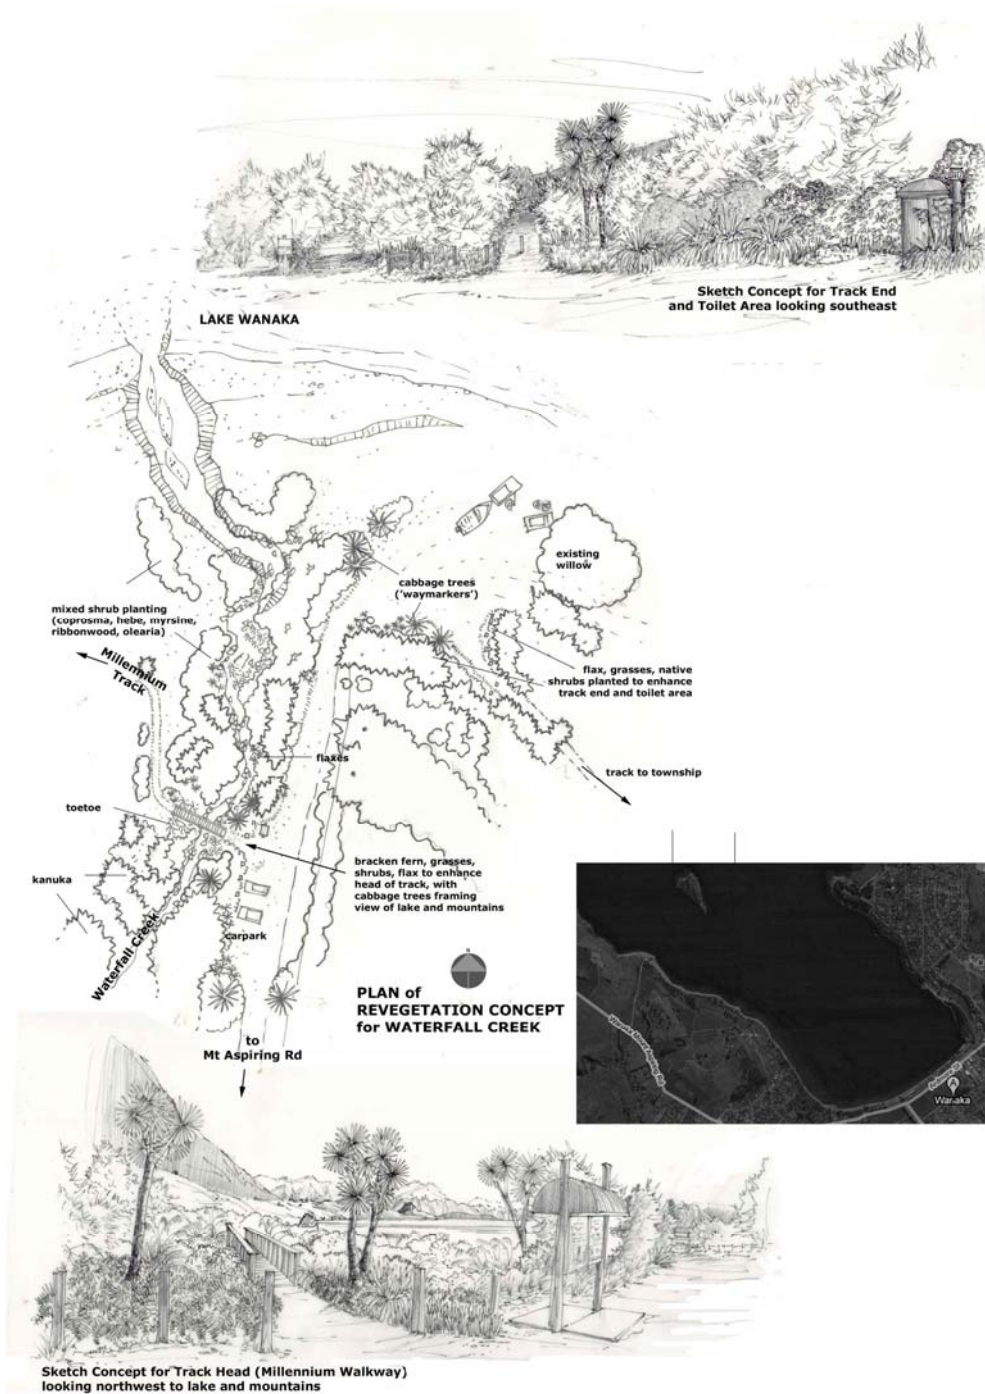 Sketch Concept for Track End
and Toilet Area looking southeast
LAKE WANAKA
existing
willow
cabbage trees
('waymarkers')
mixed shrub planting
(coprosma, hebe, myrsine,
ribbonwood, olearia)
Millennium
Track
flax, grasses, native
shrubs planted to enhance
track end and toilet area
flaxes
track to township
toetoe
bracken fern, grasses,
shrubs, flax to enhance
head of track, with
cabbage trees framing
view of lake and mountains
kanuka
Waterfall Creek
carpark
N
PLAN of
REVEGETATION CONCEPT
for WATERFALL CREEK
to
Mt Aspiring Rd
Ardmore St
A
Wanaka
Sketch Concept for Track Head (Millennium Walkway)
looking northwest to lake and mountains